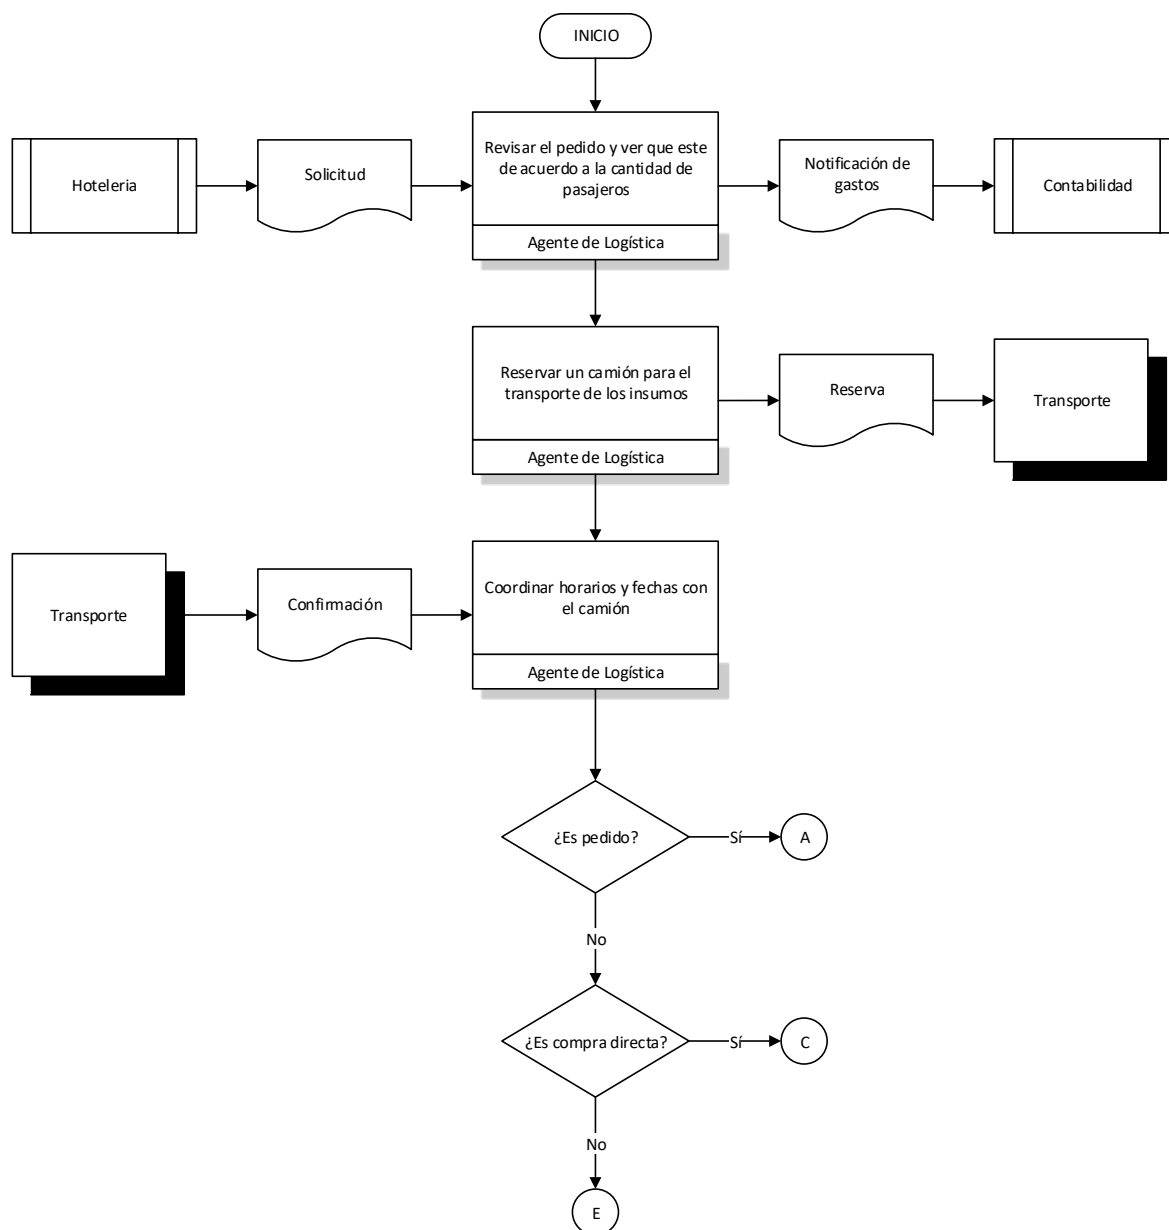 INICIO
Hoteleria
Solicitud
Revisar el pedido y ver que este
de acuerdo a la cantidad de
pasajeros
Agente de Logística
Notificación de
gastos
Contabilidad
Reservar un camión para el
transporte de los insumos
Agente de Logística
Reserva
Transporte
Transporte
Confirmación
Coordinar horarios y fechas con
el camión
Agente de Logística
¿Es pedido?
Sí
A
No
¿Es compra directa?
Sí
C
No
E